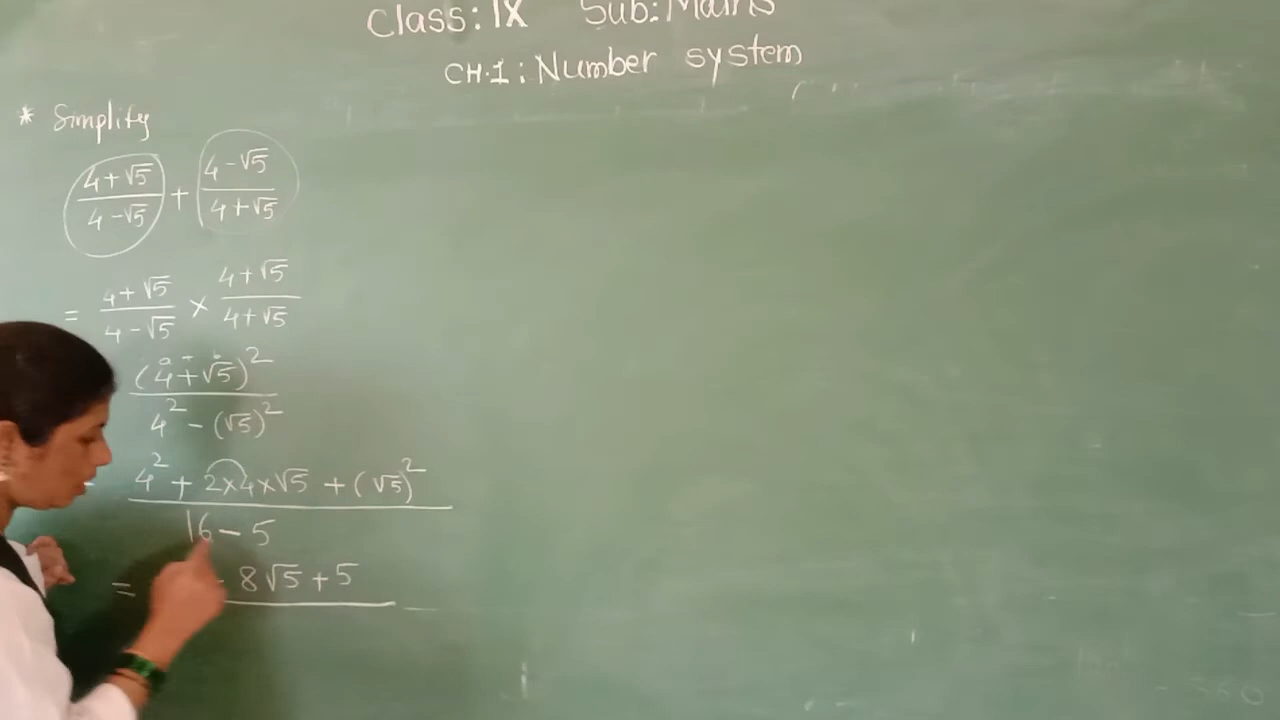 Class: IX Sub: Maths
CH.1: Number system
* Simplify
(4+√5)/(4-√5) + (4-√5)/(4+√5)
= (4+√5)/(4-√5) × (4+√5)/(4+√5)
(4+√5)²/(4² - (√5)²)
(4² + 2×4×√5 + (√5)²)/(16 - 5)
= 8√5 + 5